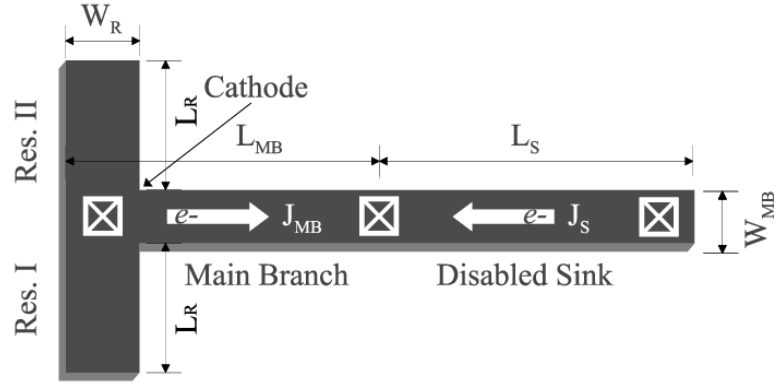 W_R
Cathode
Res. II
L_R
L_MB
L_S
e-
J_MB
e-
J_S
W_MB
Main Branch
Disabled Sink
Res. I
L_R